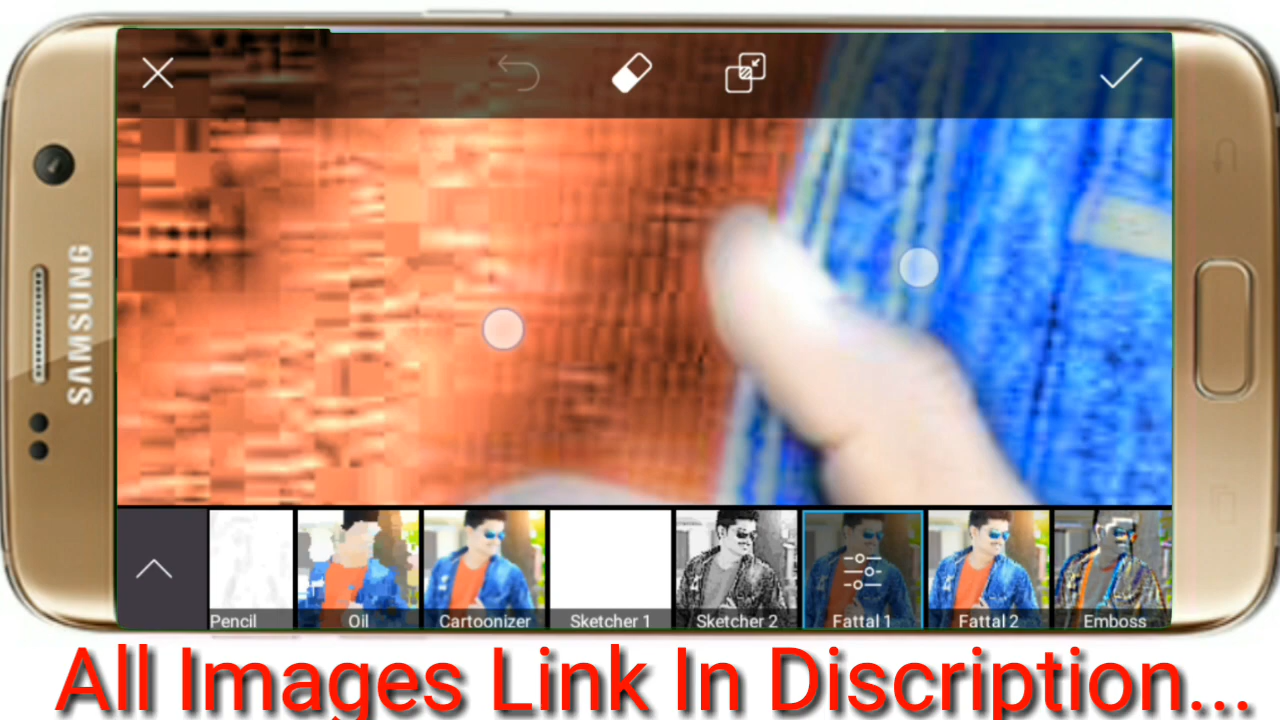 SAMSUNG
Pencil
Oil
Cartoonizer
Sketcher 1
Sketcher 2
Fattal 1
Fattal 2
Emboss
All Images Link In Discription...